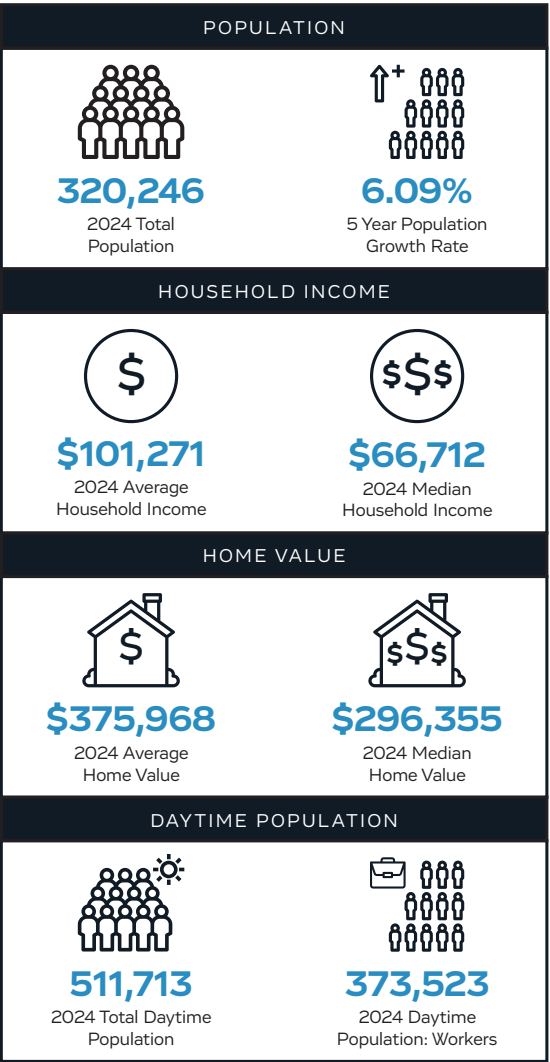 POPULATION
320,246
2024 Total
Population
6.09%
5 Year Population
Growth Rate
HOUSEHOLD INCOME
$
$101,271
2024 Average
Household Income
$$$
$66,712
2024 Median
Household Income
HOME VALUE
$
$375,968
2024 Average
Home Value
$$$
$296,355
2024 Median
Home Value
DAYTIME POPULATION
511,713
2024 Total Daytime
Population
373,523
2024 Daytime
Population: Workers